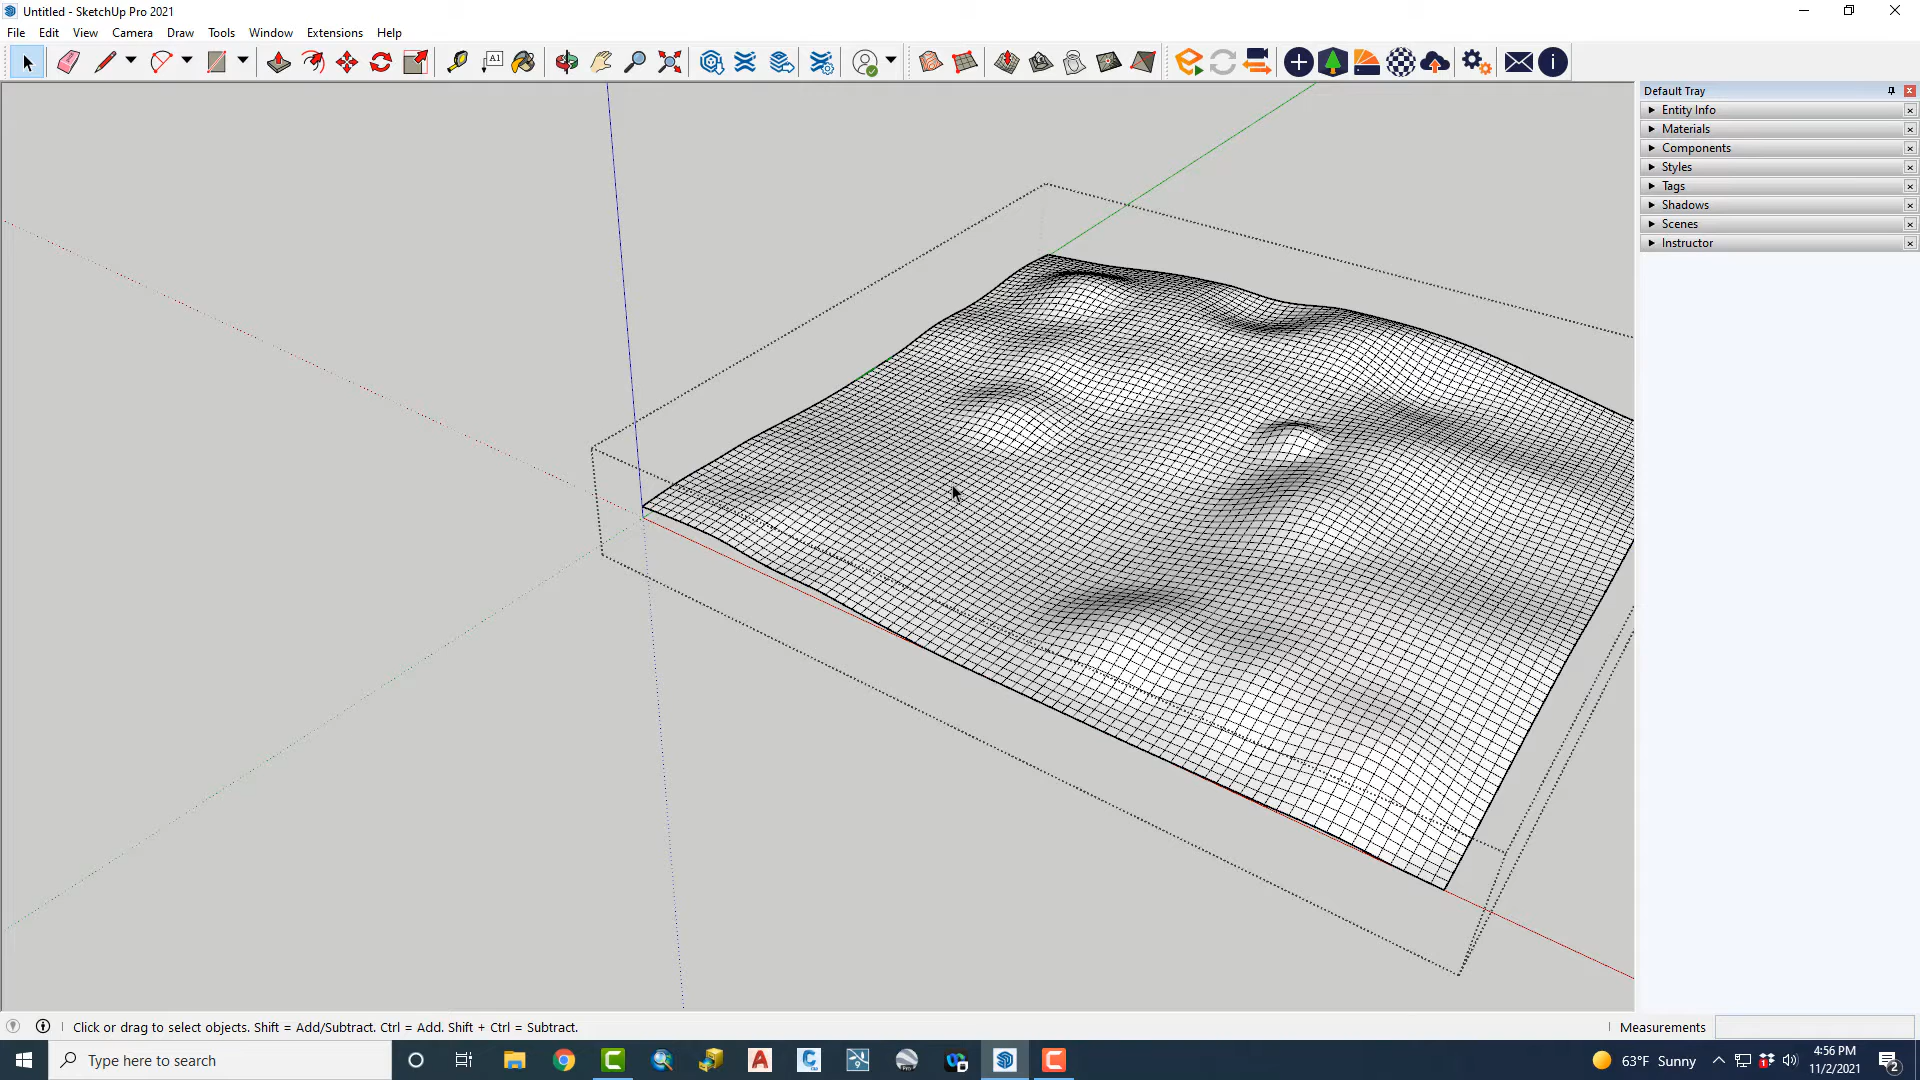 Untitled - SketchUp Pro 2021
File Edit View Camera Draw Tools Window Extensions Help
A1
Default Tray
Entity Info
Materials
Components
Styles
Tags
Shadows
Scenes
Instructor
Click or drag to select objects. Shift = Add/Subtract. Ctrl = Add. Shift + Ctrl = Subtract.
Measurements
Type here to search
63°F Sunny
4:56 PM
11/2/2021
2